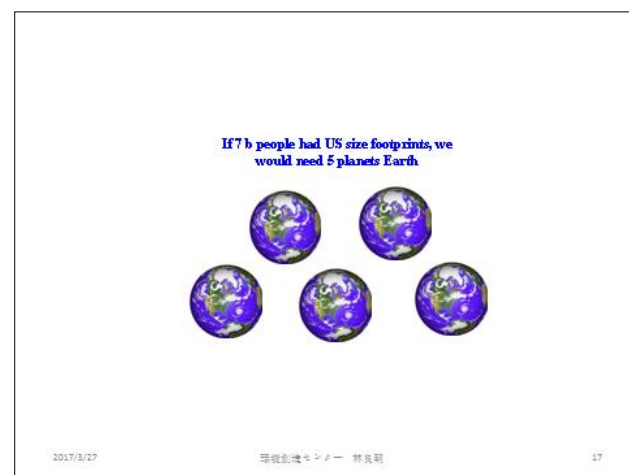 If 7 b people had US size footprints, we
would need 5 planets Earth
2017/3/27
環境創造センター 林良嗣
17